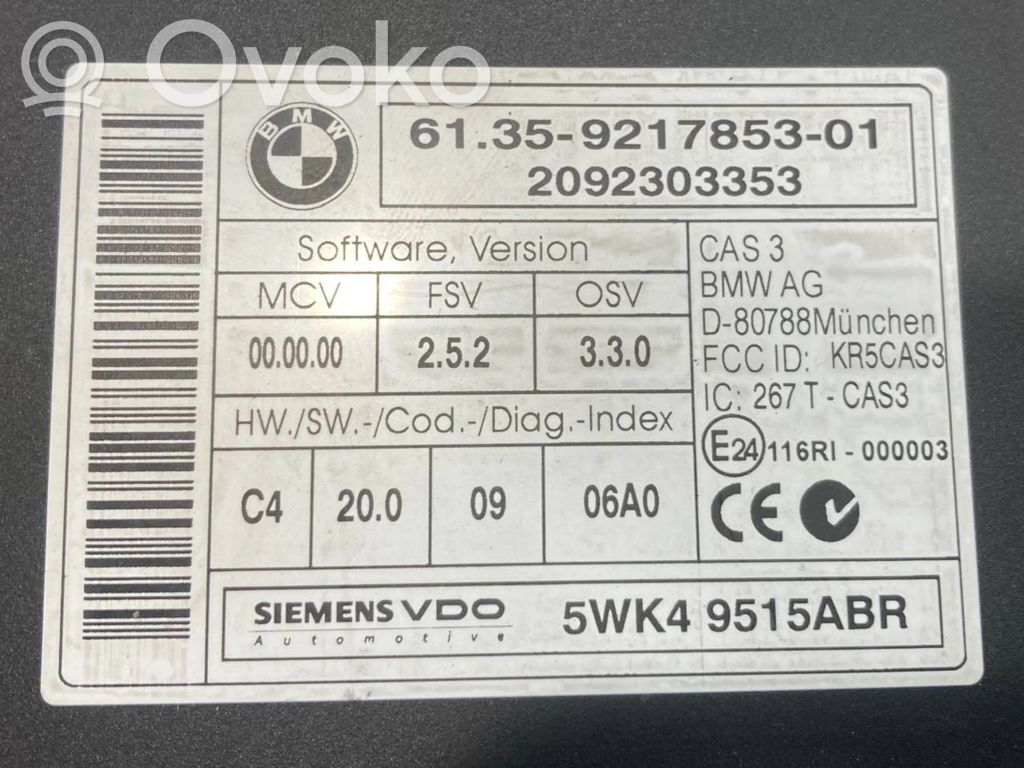 Ovoko
BMW
61.35-9217853-01
2092303353
Software, Version
MCV FSV OSV
00.00.00 2.5.2 3.3.0
HW./SW.-/Cod.-/Diag.-Index
C4 20.0 09 06A0
CAS 3
BMW AG
D-80788München
FCC ID: KR5CAS3
IC: 267 T - CAS3
E24 116RI - 000003
CE
SIEMENS VDO
Automotive
5WK4 9515ABR